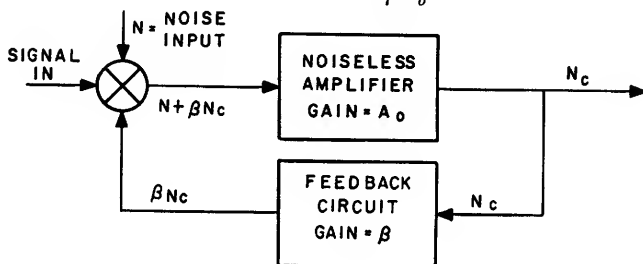 N = NOISE
INPUT
SIGNAL
IN
N + βNc
NOISELESS
AMPLIFIER
GAIN = A₀
Nc
βNc
FEEDBACK
CIRCUIT
GAIN = β
Nc